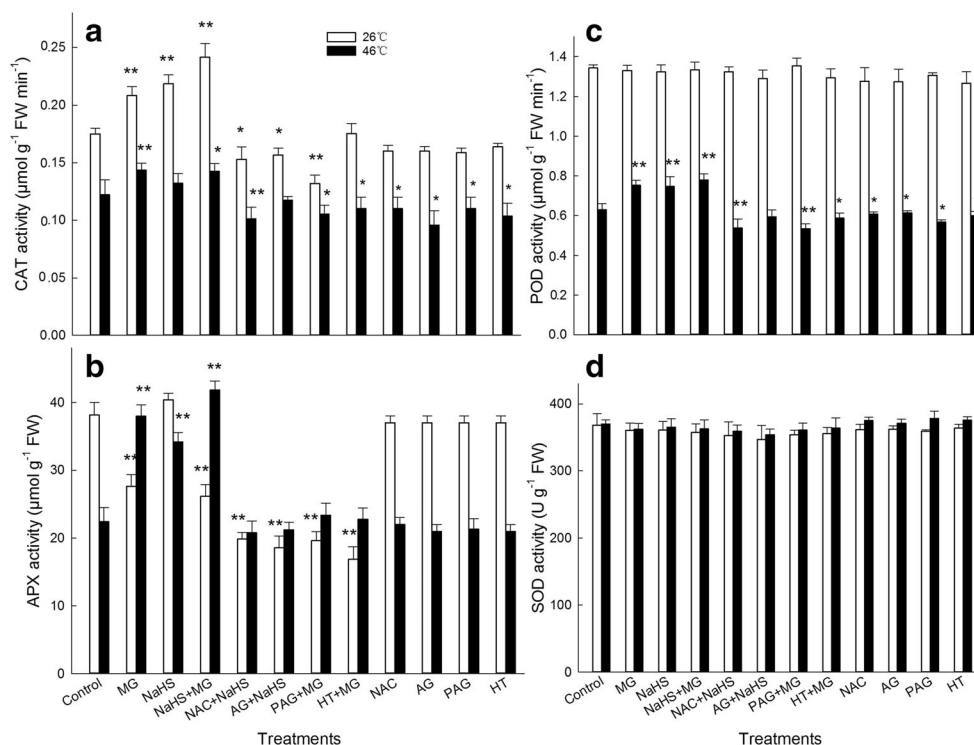 a
26℃
46℃
CAT activity (µmol g⁻¹ FW min⁻¹)
0.25
0.20
0.15
0.10
0.05
0.00
** ** ** ** * * ** * ** * * * * * *
c
POD activity (µmol g⁻¹ FW min⁻¹)
1.4
1.2
1.0
0.8
0.6
0.4
0.2
0.0
** ** ** ** ** * * * *
b
APX activity (µmol g⁻¹ FW)
40
30
20
10
0
** ** ** ** ** ** ** ** **
Control MG NaHS NaHS+MG NAC+NaHS AG+NaHS PAG+MG HT+MG NAC AG PAG HT
Treatments
d
SOD activity (U g⁻¹ FW)
400
300
200
100
0
Control MG NaHS NaHS+MG NAC+NaHS AG+NaHS PAG+MG HT+MG NAC AG PAG HT
Treatments